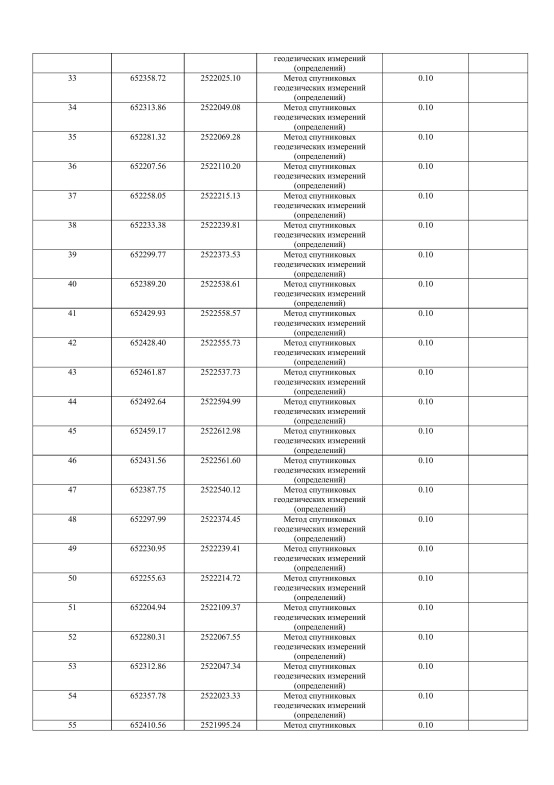 геодезических измерений
(определений)
33 652358.72 2522025.10 Метод спутниковых 0.10
геодезических измерений
(определений)
34 652313.86 2522049.08 Метод спутниковых 0.10
геодезических измерений
(определений)
35 652281.32 2522069.28 Метод спутниковых 0.10
геодезических измерений
(определений)
36 652207.56 2522110.20 Метод спутниковых 0.10
геодезических измерений
(определений)
37 652258.05 2522215.13 Метод спутниковых 0.10
геодезических измерений
(определений)
38 652233.38 2522239.81 Метод спутниковых 0.10
геодезических измерений
(определений)
39 652299.77 2522373.53 Метод спутниковых 0.10
геодезических измерений
(определений)
40 652389.20 2522538.61 Метод спутниковых 0.10
геодезических измерений
(определений)
41 652429.93 2522558.57 Метод спутниковых 0.10
геодезических измерений
(определений)
42 652428.40 2522555.73 Метод спутниковых 0.10
геодезических измерений
(определений)
43 652461.87 2522537.73 Метод спутниковых 0.10
геодезических измерений
(определений)
44 652492.64 2522594.99 Метод спутниковых 0.10
геодезических измерений
(определений)
45 652459.17 2522612.98 Метод спутниковых 0.10
геодезических измерений
(определений)
46 652431.56 2522561.60 Метод спутниковых 0.10
геодезических измерений
(определений)
47 652387.75 2522540.12 Метод спутниковых 0.10
геодезических измерений
(определений)
48 652297.99 2522374.45 Метод спутниковых 0.10
геодезических измерений
(определений)
49 652230.95 2522239.41 Метод спутниковых 0.10
геодезических измерений
(определений)
50 652255.63 2522214.72 Метод спутниковых 0.10
геодезических измерений
(определений)
51 652204.94 2522109.37 Метод спутниковых 0.10
геодезических измерений
(определений)
52 652280.31 2522067.55 Метод спутниковых 0.10
геодезических измерений
(определений)
53 652312.86 2522047.34 Метод спутниковых 0.10
геодезических измерений
(определений)
54 652357.78 2522023.33 Метод спутниковых 0.10
геодезических измерений
(определений)
55 652410.56 2521995.24 Метод спутниковых 0.10